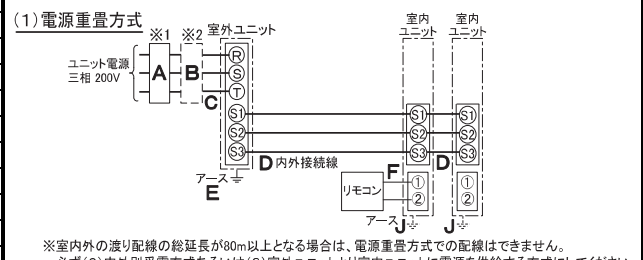 (1)電源重畳方式
※1 ※2 室外ユニット
室内 室内
ユニット ユニット
ユニット電源
三相 200V
A B C
R
S
T
S1 S1 S1
S2 S2 S2
S3 S3 S3
D 内外接続線
F D
アース
E
リモコン
① ①
② ②
アース J J
※室内外の渡り配線の総延長が80m以上となる場合は、電源重畳方式での配線はできません。